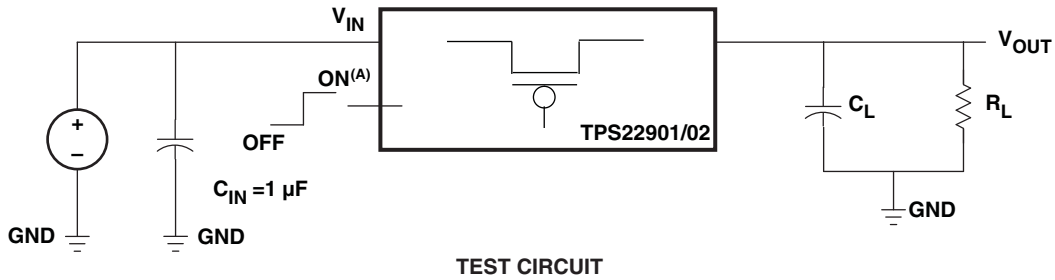 V_IN
V_OUT
ON(A)
OFF
+
–
TPS22901/02
C_L
R_L
C_IN =1 µF
GND
GND
GND
TEST CIRCUIT